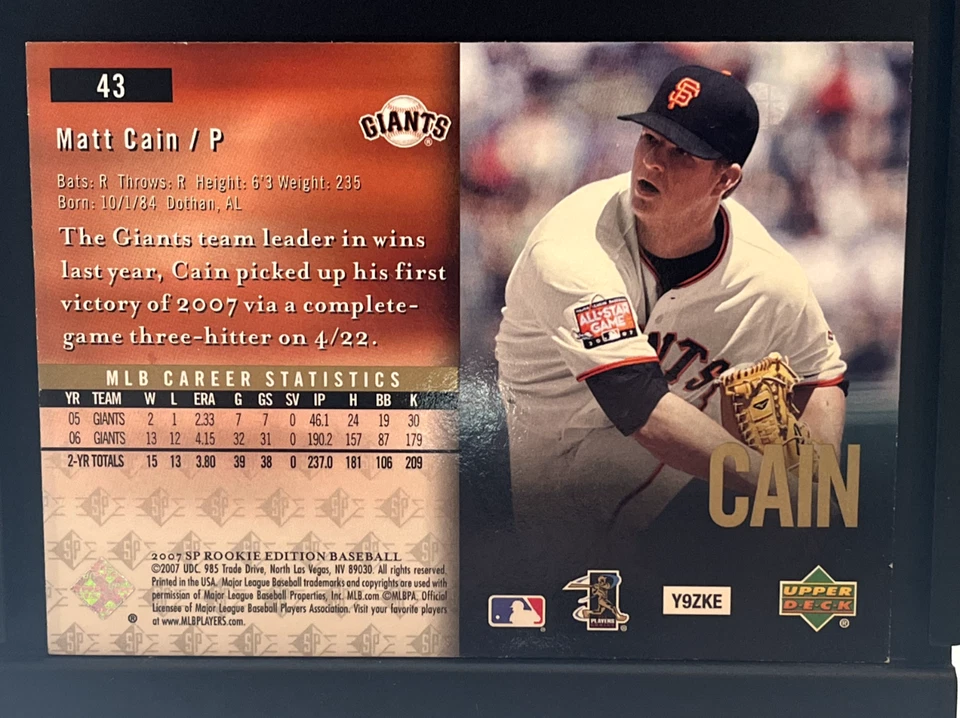 43
Matt Cain / P
GIANTS
®
Bats: R Throws: R Height: 6'3 Weight: 235
Born: 10/1/84 Dothan, AL
The Giants team leader in wins
last year, Cain picked up his first
victory of 2007 via a complete-
game three-hitter on 4/22.
MLB CAREER STATISTICS
YR TEAM W L ERA G GS SV IP H BB K
05 GIANTS 2 1 2.33 7 7 0 46.1 24 19 30
06 GIANTS 13 12 4.15 32 31 0 190.2 157 87 179
2-YR TOTALS 15 13 3.80 39 38 0 237.0 181 106 209
2007 SP ROOKIE EDITION BASEBALL
©2007 UDC. 985 Trade Drive, North Las Vegas, NV 89030. All rights reserved.
Printed in the USA. Major League Baseball trademarks and copyrights are used with
permission of Major League Baseball Properties, Inc. MLB.com ©MLBPA. Official
Licensee of Major League Baseball Players Association. Visit your favorite players
at www.MLBPLAYERS.com.
®
SF
ALL-STAR
GAME
2007
NTS
CAIN
PLAYERS
®
Y9ZKE
UPPER
DECK
®
SP